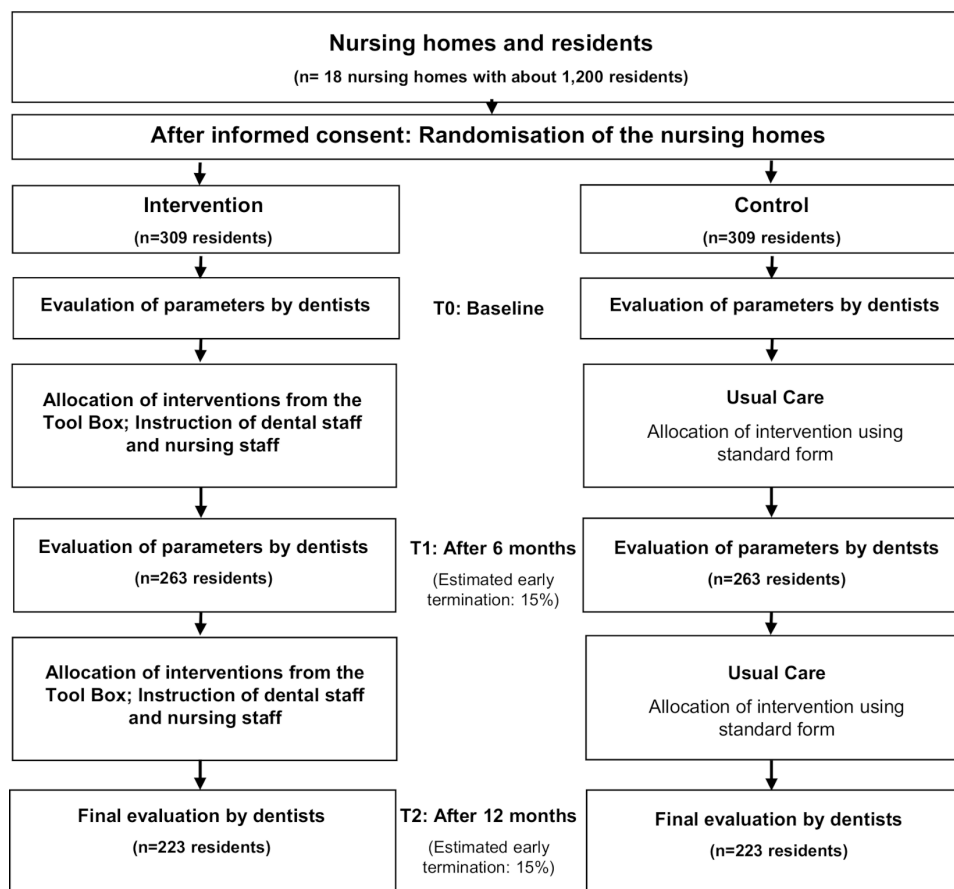 Nursing homes and residents
(n= 18 nursing homes with about 1,200 residents)
After informed consent: Randomisation of the nursing homes
Intervention
(n=309 residents)
Control
(n=309 residents)
Evaulation of parameters by dentists
T0: Baseline
Evaluation of parameters by dentists
Allocation of interventions from the
Tool Box; Instruction of dental staff
and nursing staff
Usual Care
Allocation of intervention using
standard form
Evaluation of parameters by dentists
(n=263 residents)
T1: After 6 months
(Estimated early
termination: 15%)
Evaluation of parameters by dentsts
(n=263 residents)
Allocation of interventions from the
Tool Box; Instruction of dental staff
and nursing staff
Usual Care
Allocation of intervention using
standard form
Final evaluation by dentists
(n=223 residents)
T2: After 12 months
(Estimated early
termination: 15%)
Final evaluation by dentists
(n=223 residents)